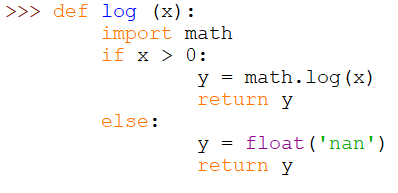 >>> def log (x):
        import math
        if x > 0:
                y = math.log(x)
                return y
        else:
                y = float('nan')
                return y